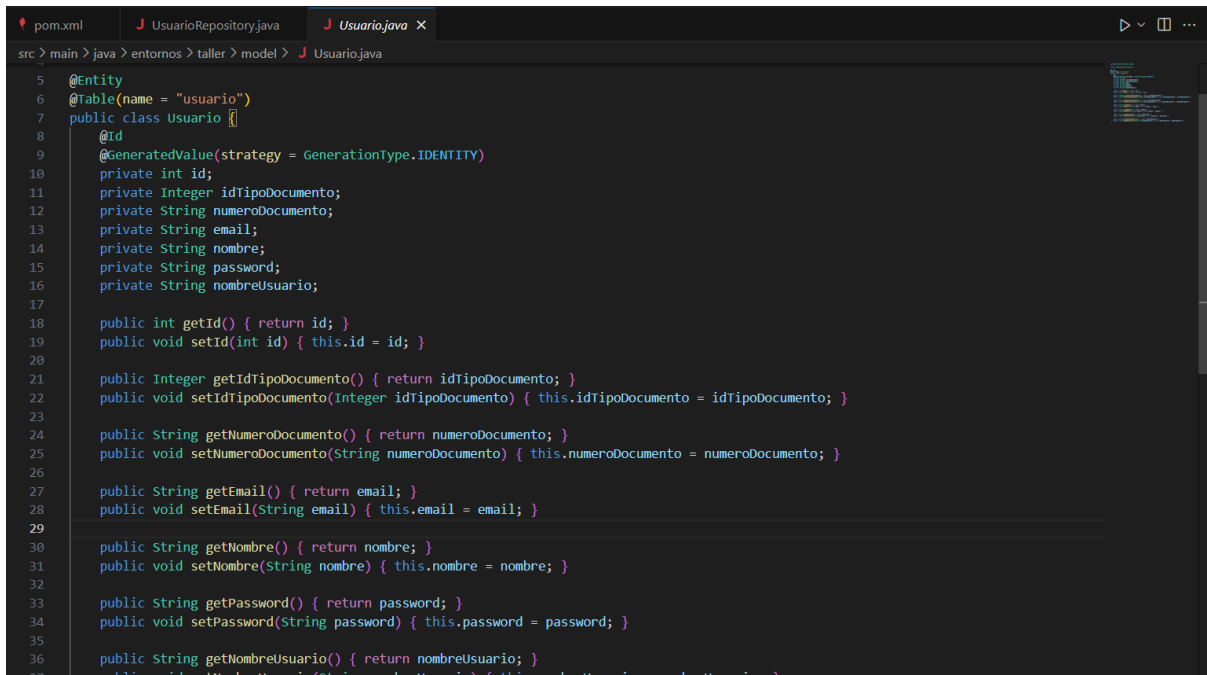 pom.xml J UsuarioRepository.java J Usuario.java X
src > main > java > entornos > taller > model > J Usuario.java
5 @Entity
6 @Table(name = "usuario")
7 public class Usuario {
8 @Id
9 @GeneratedValue(strategy = GenerationType.IDENTITY)
10 private int id;
11 private Integer idTipoDocumento;
12 private String numeroDocumento;
13 private String email;
14 private String nombre;
15 private String password;
16 private String nombreUsuario;
17
18 public int getId() { return id; }
19 public void setId(int id) { this.id = id; }
20
21 public Integer getIdTipoDocumento() { return idTipoDocumento; }
22 public void setIdTipoDocumento(Integer idTipoDocumento) { this.idTipoDocumento = idTipoDocumento; }
23
24 public String getNumeroDocumento() { return numeroDocumento; }
25 public void setNumeroDocumento(String numeroDocumento) { this.numeroDocumento = numeroDocumento; }
26
27 public String getEmail() { return email; }
28 public void setEmail(String email) { this.email = email; }
29
30 public String getNombre() { return nombre; }
31 public void setNombre(String nombre) { this.nombre = nombre; }
32
33 public String getPassword() { return password; }
34 public void setPassword(String password) { this.password = password; }
35
36 public String getNombreUsuario() { return nombreUsuario; }